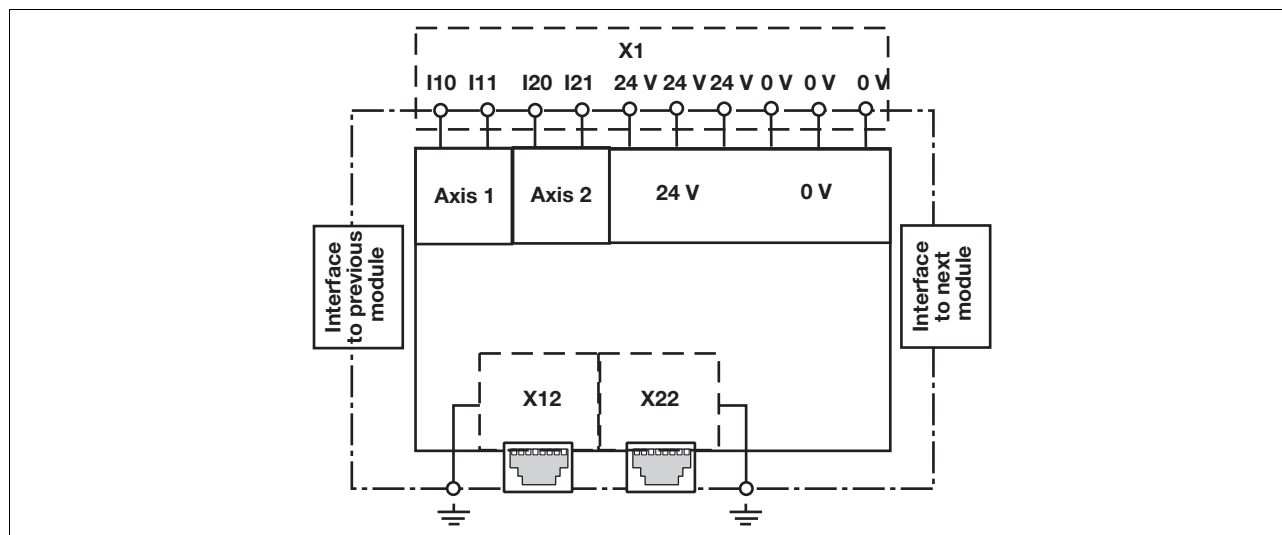 X1
I10 I11 I20 I21 24 V 24 V 24 V 0 V 0 V 0 V
Axis 1 Axis 2 24 V 0 V
Interface
to previous
module
Interface
to next
module
X12 X22